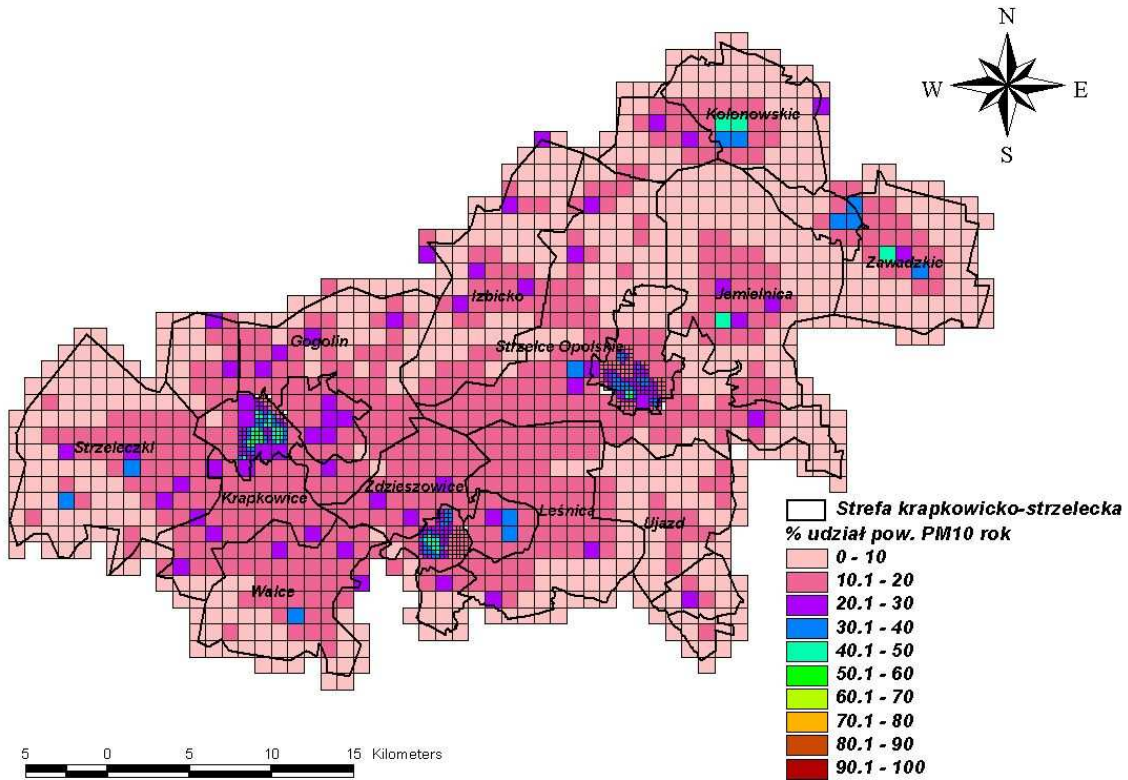 N
W E
S
Kolonowskie
Zawadzkie
Izbicko
Jemielnica
Gogolin
Strzelce Opolskie
Strzeleczki
Krapkowice
Zdzieszowice
Leśnica
Ujazd
Walce
Strefa krapkowicko-strzelecka
% udział pow. PM10 rok
0 - 10
10.1 - 20
20.1 - 30
30.1 - 40
40.1 - 50
50.1 - 60
60.1 - 70
70.1 - 80
80.1 - 90
90.1 - 100
5 0 5 10 15 Kilometers